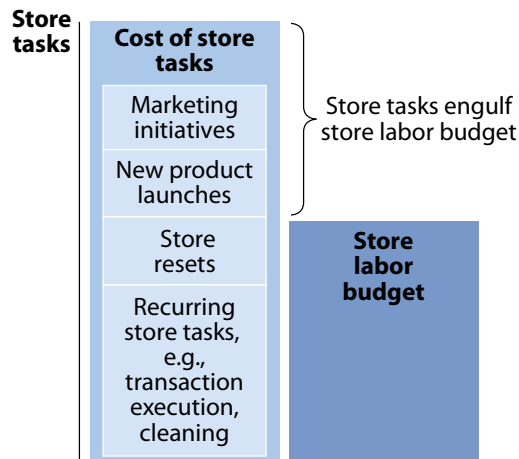 Store
tasks
Cost of store
tasks
Marketing
initiatives
New product
launches
Store
resets
Recurring
store tasks,
e.g.,
transaction
execution,
cleaning
Store tasks engulf
store labor budget
Store
labor
budget